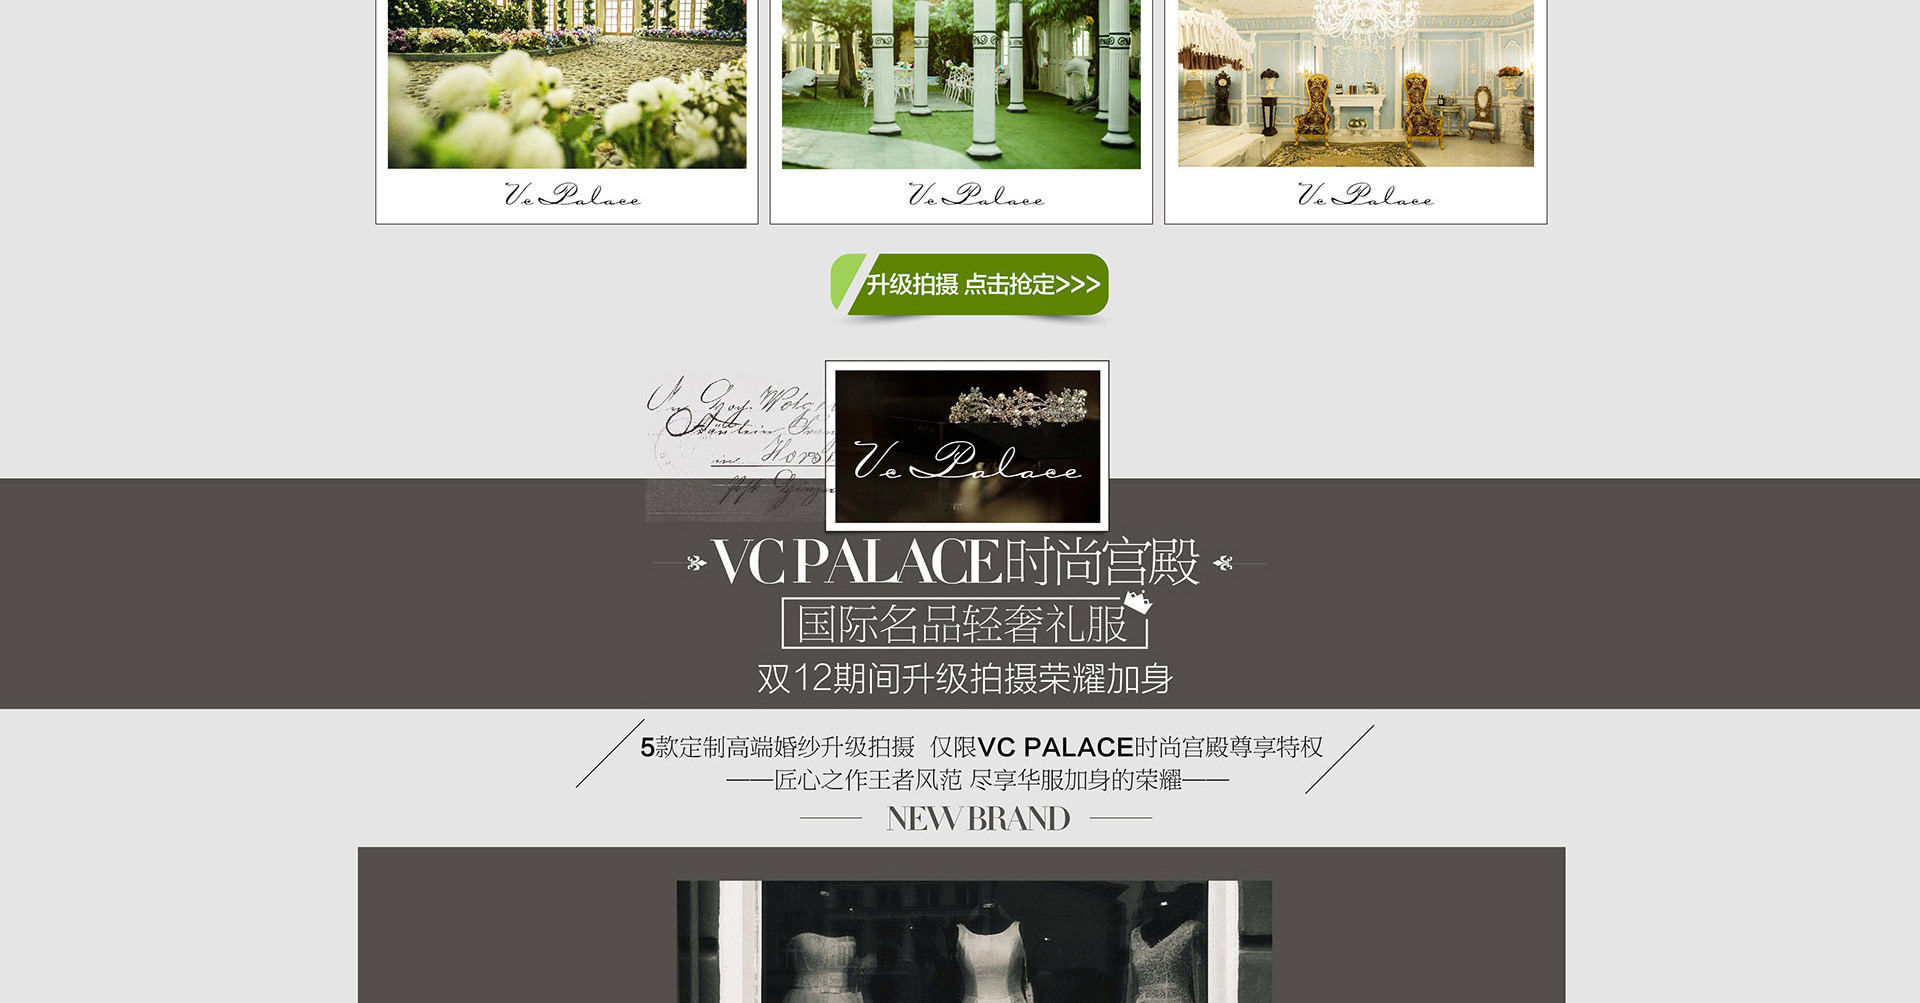 Vc Palace
Vc Palace
Vc Palace
升级拍摄 点击抢定>>>
Vc Palace
VC PALACE时尚宫殿
国际名品轻奢礼服
双12期间升级拍摄荣耀加身
5款定制高端婚纱升级拍摄 仅限VC PALACE时尚宫殿尊享特权
——匠心之作王者风范 尽享华服加身的荣耀——
NEW BRAND